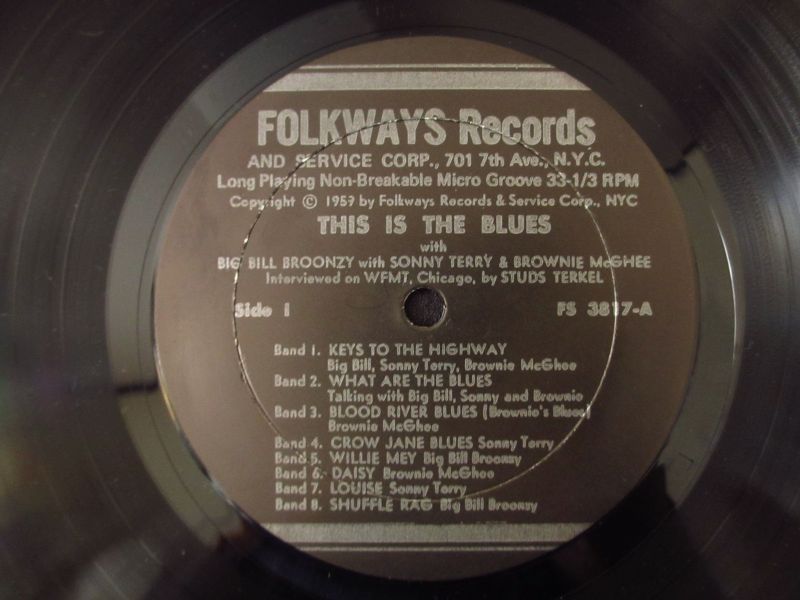 FOLKWAYS Records
AND SERVICE CORP., 701 7th Ave., N.Y.C.
Long Playing Non-Breakable Micro Groove 33-1/3 RPM
Copyright © 1959 by Folkways Records & Service Corp., NYC
THIS IS THE BLUES
with
BIG BILL BROONZY with SONNY TERRY & BROWNIE McGHEE
Interviewed on WFMT, Chicago, by STUDS TERKEL
Side 1 FS 3817-A
Band 1. KEYS TO THE HIGHWAY
Big Bill, Sonny Terry, Brownie McGhee
Band 2. WHAT ARE THE BLUES
Talking with Big Bill, Sonny and Brownie
Band 3. BLOOD RIVER BLUES (Brownie's Blues)
Brownie McGhee
Band 4. CROW JANE BLUES Sonny Terry
Band 5. WILLIE MEY Big Bill Broonzy
Band 6. DAISY Brownie McGhee
Band 7. LOUISE Sonny Terry
Band 8. SHUFFLE RAG Big Bill Broonzy